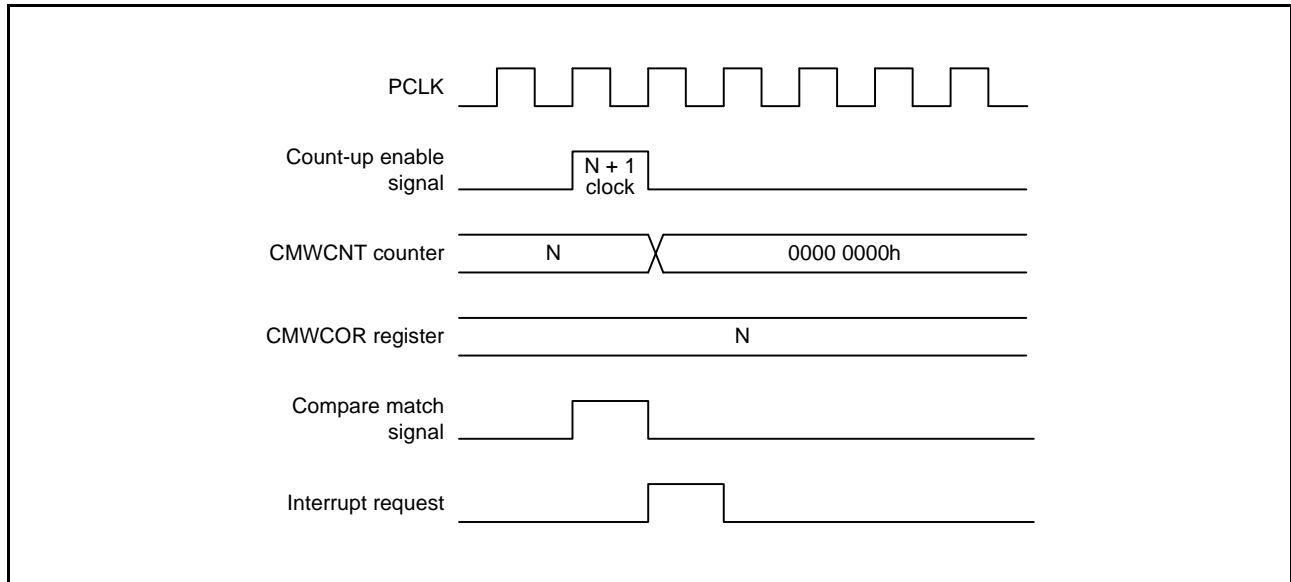 PCLK
Count-up enable
signal
N + 1
clock
CMWCNT counter
N
0000 0000h
CMWCOR register
N
Compare match
signal
Interrupt request